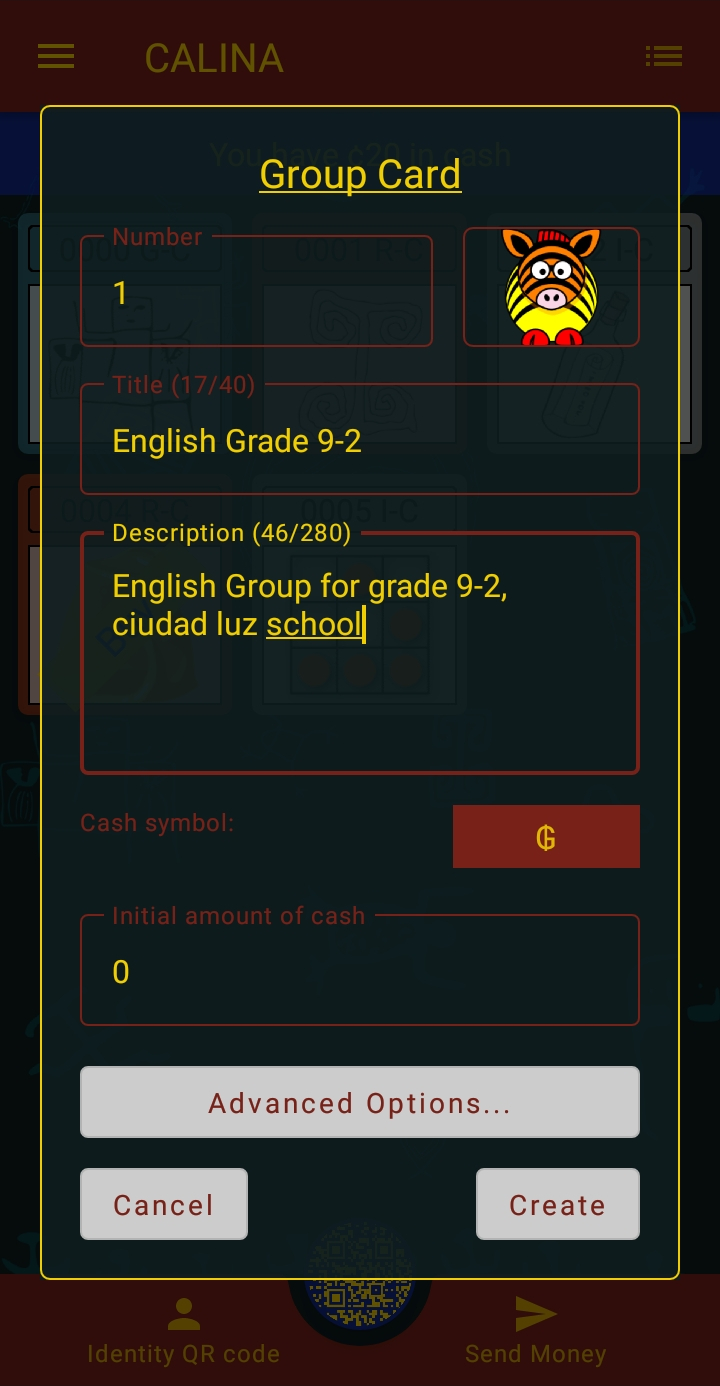 CALINA
You have ¢20 in cash
Group Card
Number
1
Title (17/40)
English Grade 9-2
Description (46/280)
English Group for grade 9-2,
ciudad luz school
Cash symbol:
₲
Initial amount of cash
0
Advanced Options...
Cancel
Create
Identity QR code
Send Money